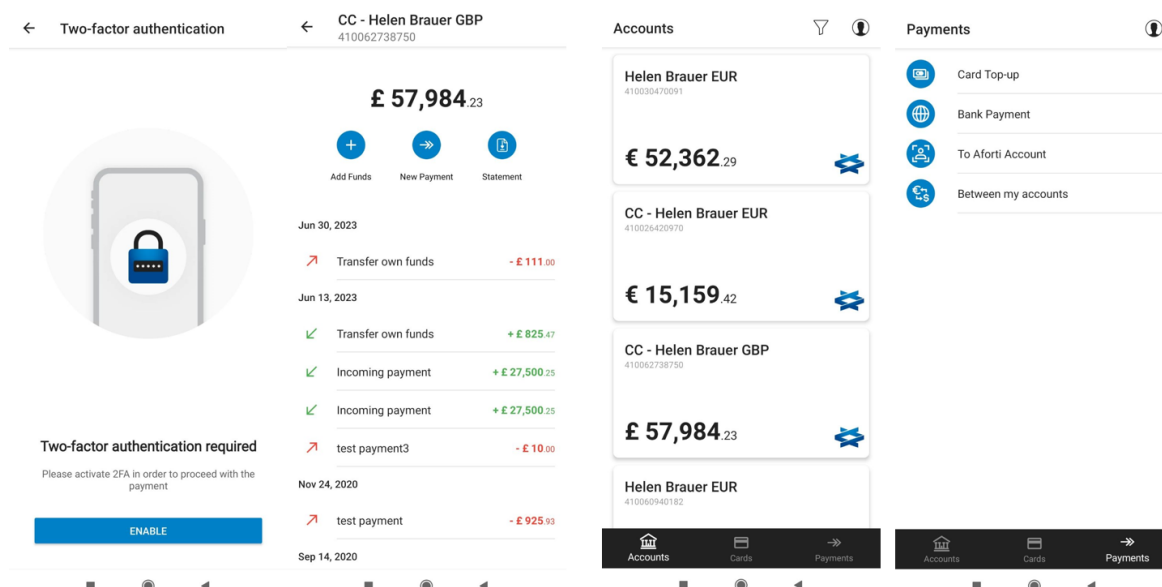 Two-factor authentication
Two-factor authentication required
Please activate 2FA in order to proceed with the
payment
ENABLE
CC - Helen Brauer GBP
410062738750
£ 57,984.23
Add Funds
New Payment
Statement
Jun 30, 2023
Transfer own funds - £ 111.00
Jun 13, 2023
Transfer own funds + £ 825.47
Incoming payment + £ 27,500.25
Incoming payment + £ 27,500.25
test payment3 - £ 10.00
Nov 24, 2020
test payment - £ 925.93
Sep 14, 2020
Accounts
Helen Brauer EUR
410030470091
€ 52,362.29
CC - Helen Brauer EUR
410026420970
€ 15,159.42
CC - Helen Brauer GBP
410062738750
£ 57,984.23
Helen Brauer EUR
410060940182
Accounts
Cards
Payments
Payments
Card Top-up
Bank Payment
To Aforti Account
Between my accounts
Accounts
Cards
Payments